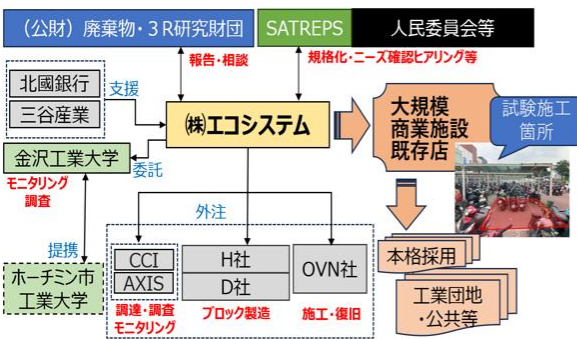 （公財）廃棄物・３Ｒ研究財団
SATREPS
人民委員会等
報告・相談
規格化・ニーズ確認ヒアリング等
北國銀行
三谷産業
支援
㈱エコシステム
大規模
商業施設
既存店
試験施工
箇所
金沢工業大学
委託
モニタリング
調査
外注
提携
ホーチミン市
工業大学
CCI
AXIS
調達・調査
モニタリング
H社
D社
ブロック製造
OVN社
施工・復旧
本格採用
工業団地
・公共等